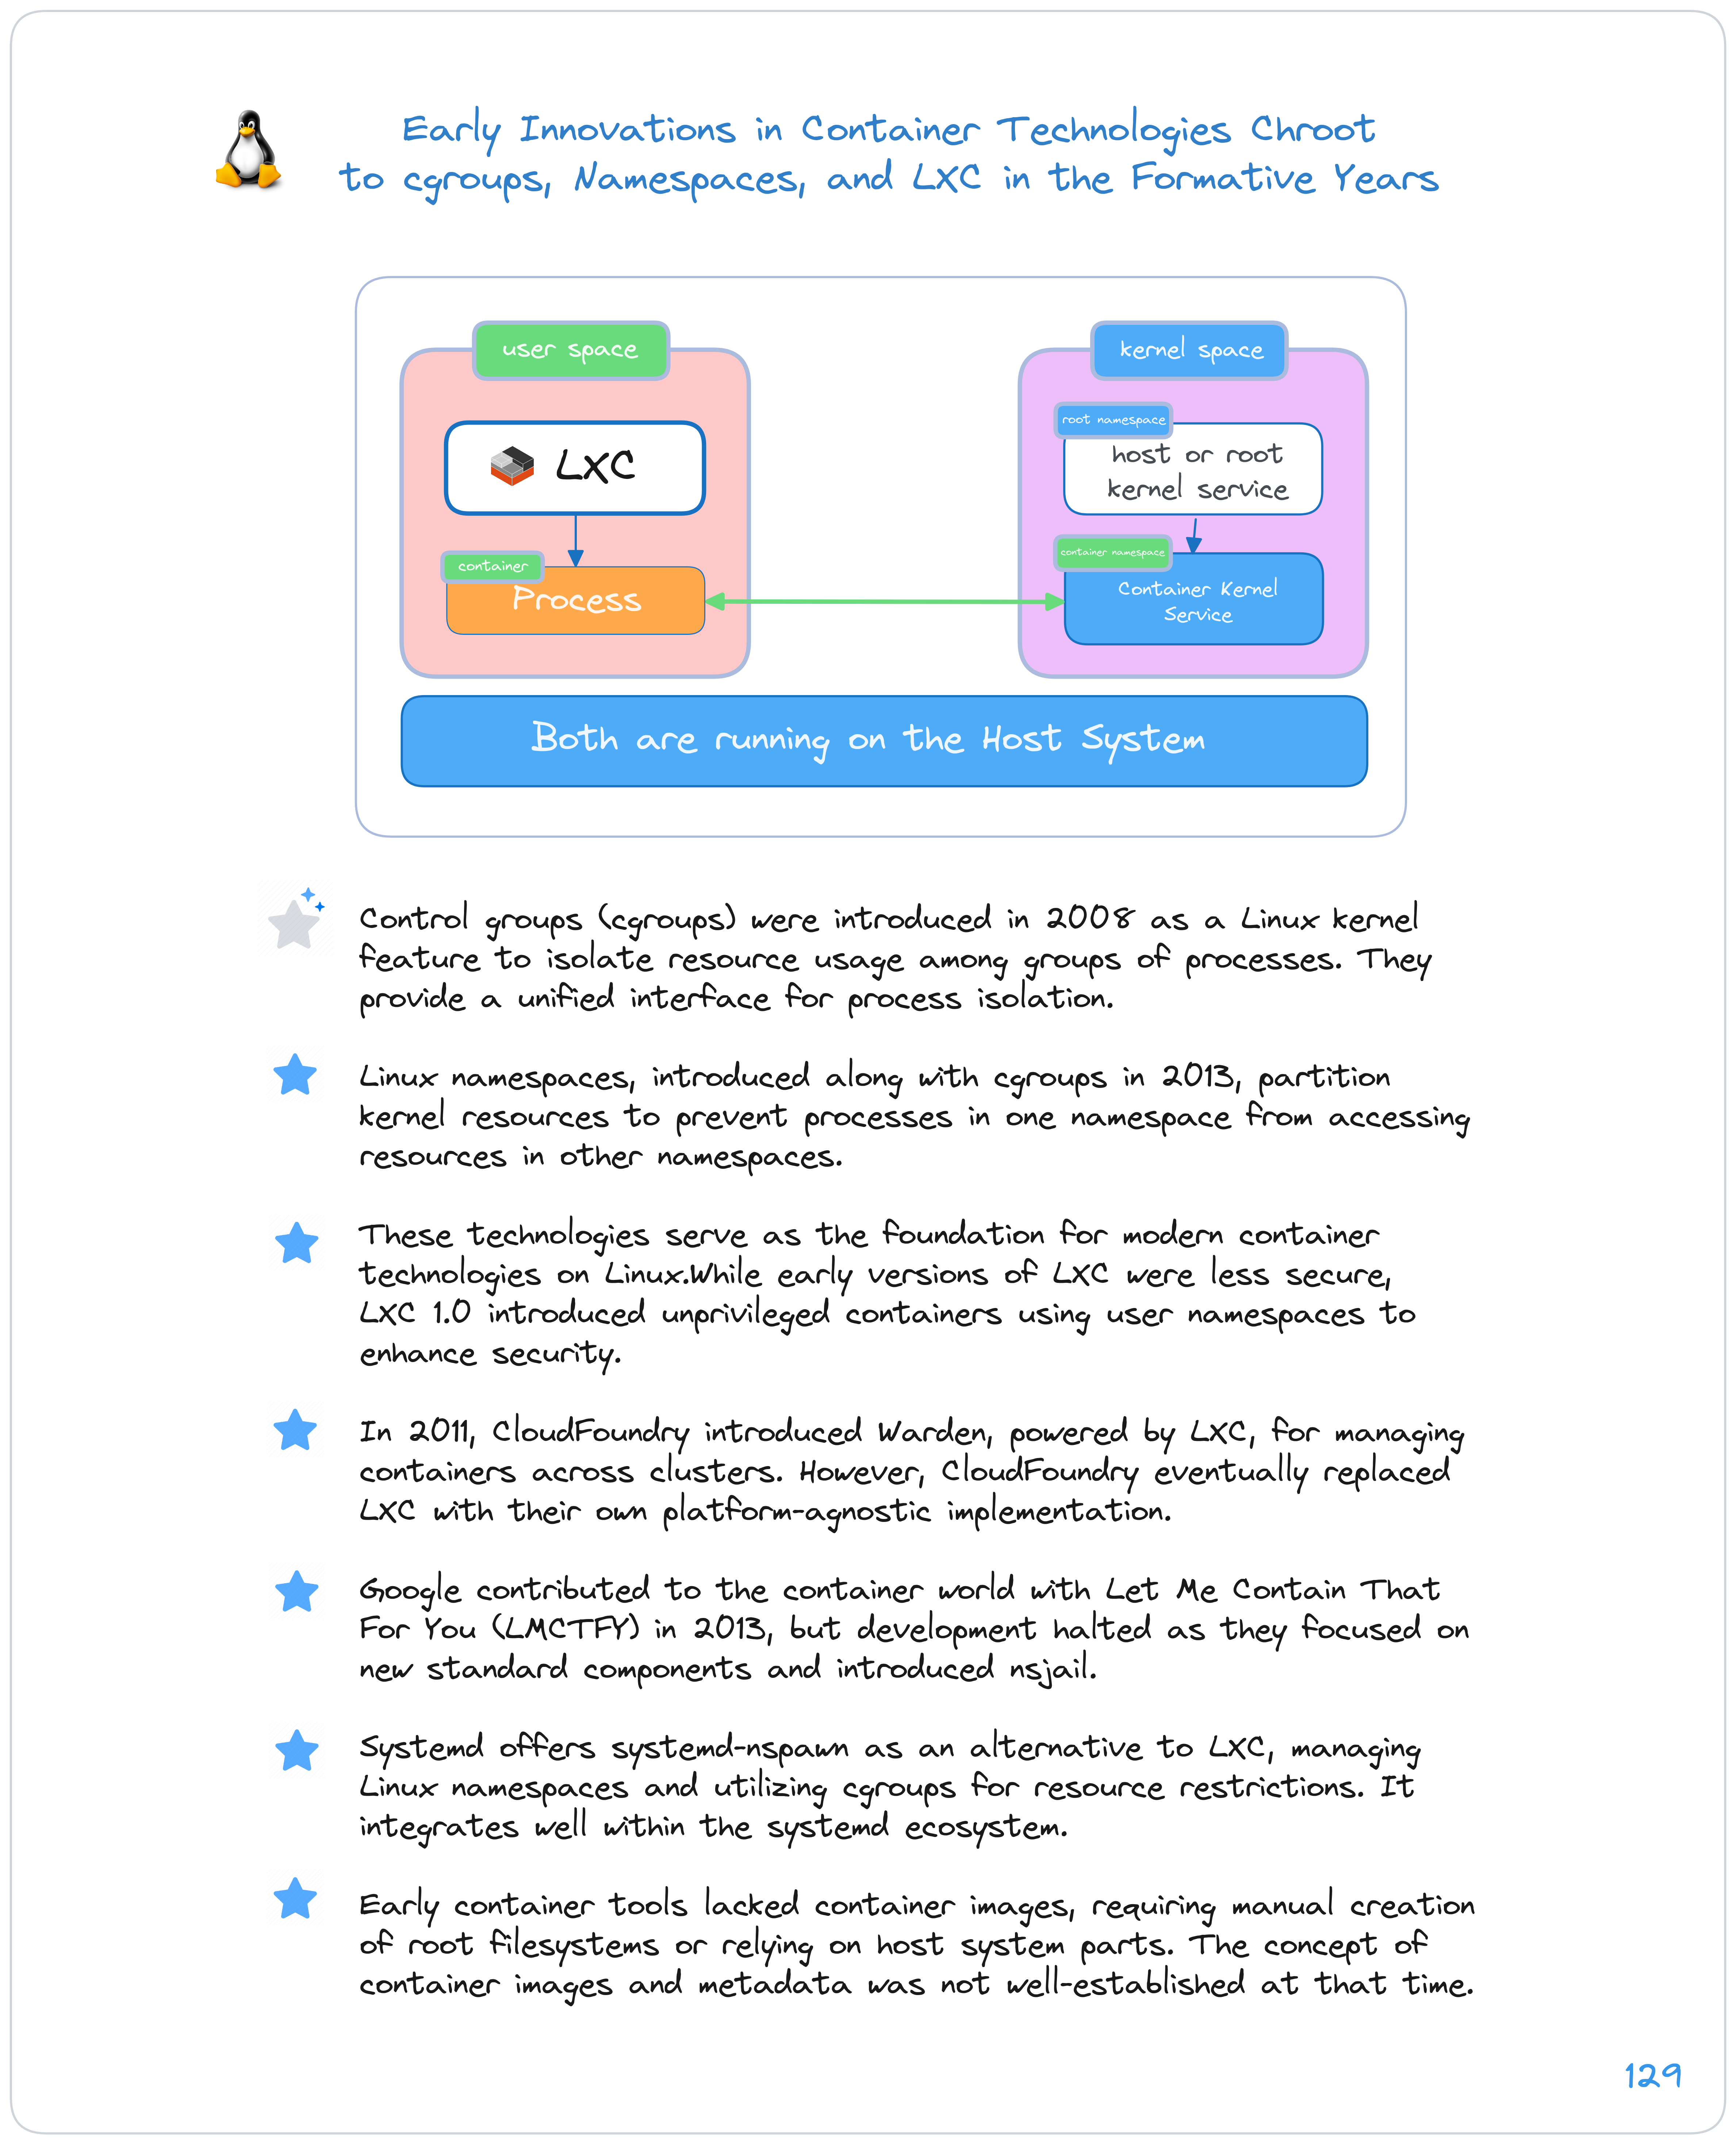 Early Innovations in Container Technologies Chroot
to cgroups, Namespaces, and LXC in the Formative Years
user space
LXC
container
Process
kernel space
root namespace
host or root
kernel service
container namespace
Container Kernel
Service
Both are running on the Host System
Control groups (cgroups) were introduced in 2008 as a Linux kernel
feature to isolate resource usage among groups of processes. They
provide a unified interface for process isolation.
Linux namespaces, introduced along with cgroups in 2013, partition
kernel resources to prevent processes in one namespace from accessing
resources in other namespaces.
These technologies serve as the foundation for modern container
technologies on Linux.While early versions of LXC were less secure,
LXC 1.0 introduced unprivileged containers using user namespaces to
enhance security.
In 2011, CloudFoundry introduced Warden, powered by LXC, for managing
containers across clusters. However, CloudFoundry eventually replaced
LXC with their own platform-agnostic implementation.
Google contributed to the container world with Let Me Contain That
For You (LMCTFY) in 2013, but development halted as they focused on
new standard components and introduced nsjail.
Systemd offers systemd-nspawn as an alternative to LXC, managing
Linux namespaces and utilizing cgroups for resource restrictions. It
integrates well within the systemd ecosystem.
Early container tools lacked container images, requiring manual creation
of root filesystems or relying on host system parts. The concept of
container images and metadata was not well-established at that time.
129